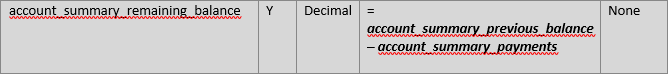 account_summary_remaining_balance Y Decimal = None
account_summary_previous_balance
– account_summary_payments